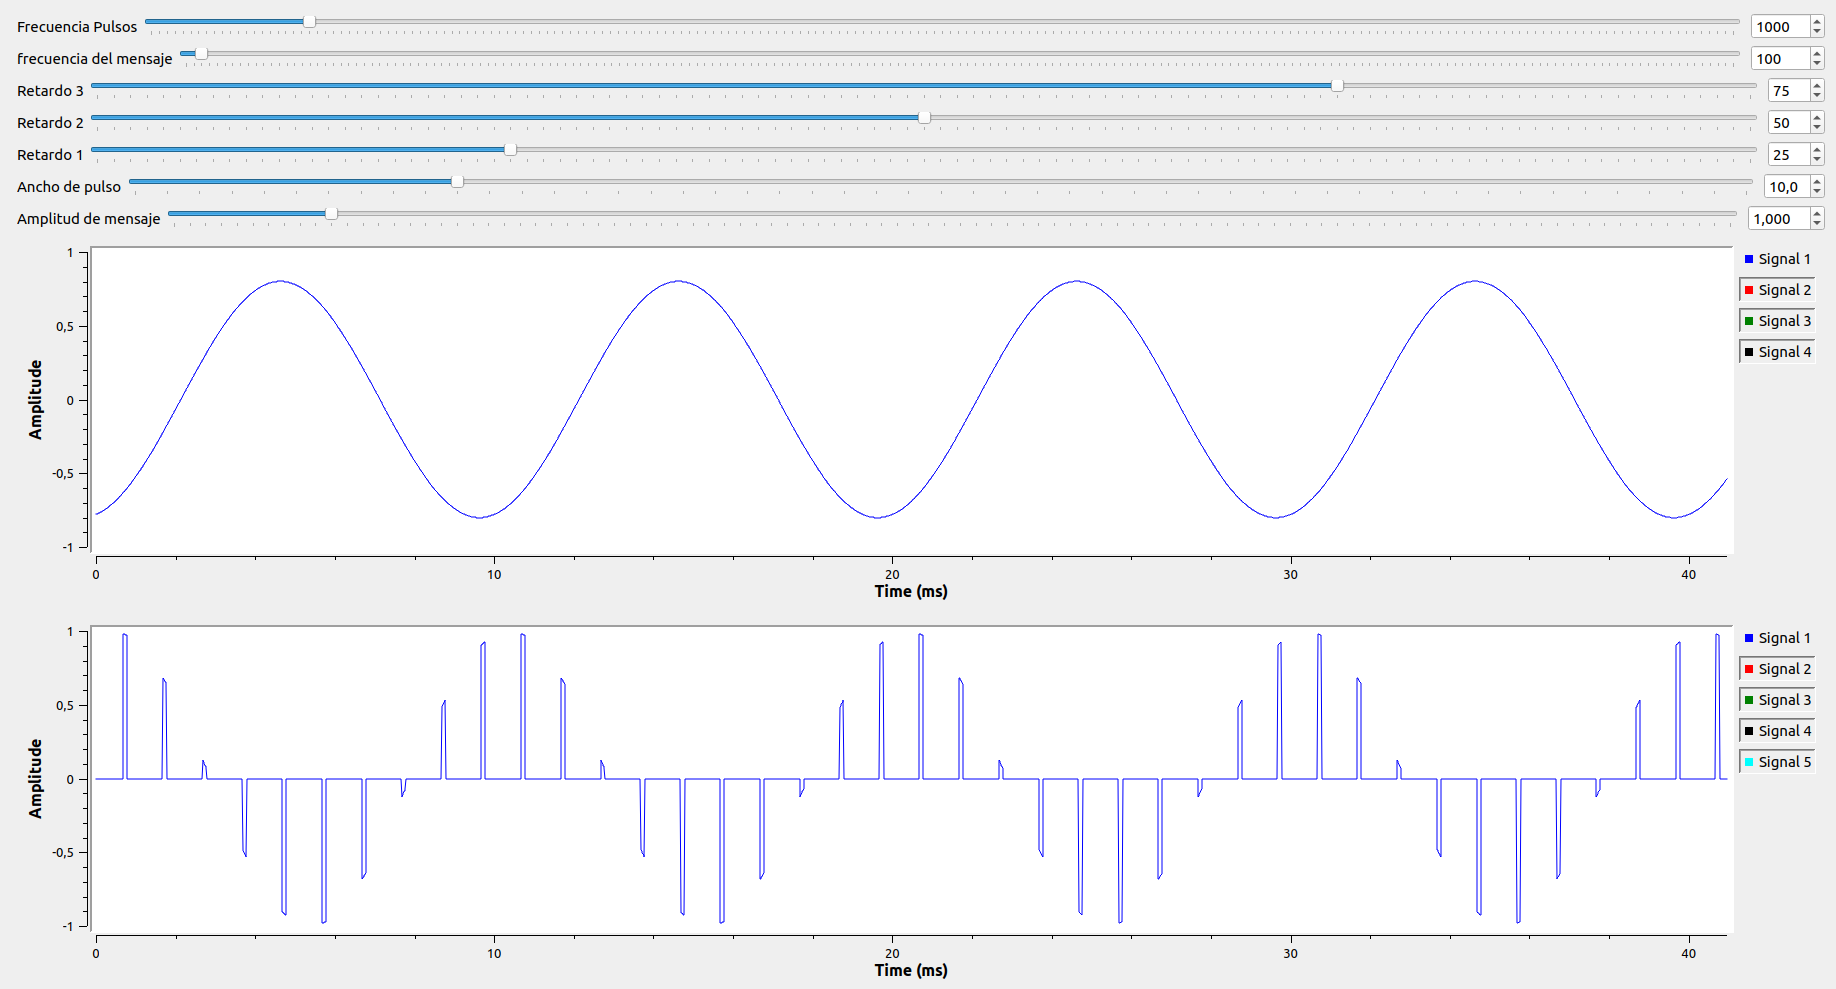 Frecuencia Pulsos 1000
frecuencia del mensaje 100
Retardo 3 75
Retardo 2 50
Retardo 1 25
Ancho de pulso 10,0
Amplitud de mensaje 1,000
1
0,5
0
-0,5
-1
Amplitude
0 10 20 30 40
Time (ms)
Signal 1
Signal 2
Signal 3
Signal 4
1
0,5
0
-0,5
-1
Amplitude
0 10 20 30 40
Time (ms)
Signal 1
Signal 2
Signal 3
Signal 4
Signal 5